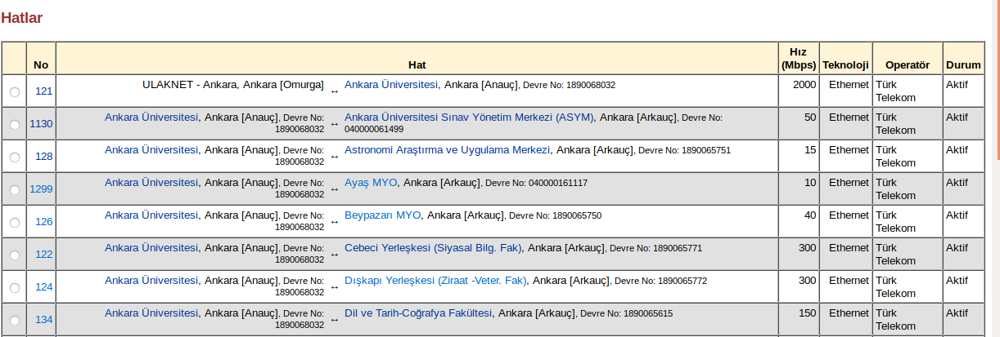 Hatlar
No Hat Hız (Mbps) Teknoloji Operatör Durum
121 ULAKNET - Ankara, Ankara [Omurga] ↔ Ankara Üniversitesi, Ankara [Anauç], Devre No: 1890068032 2000 Ethernet Türk Telekom Aktif
1130 Ankara Üniversitesi, Ankara [Anauç], Devre No: 1890068032 ↔ Ankara Üniversitesi Sınav Yönetim Merkezi (ASYM), Ankara [Arkauç], Devre No: 040000061499 50 Ethernet Türk Telekom Aktif
128 Ankara Üniversitesi, Ankara [Anauç], Devre No: 1890068032 ↔ Astronomi Araştırma ve Uygulama Merkezi, Ankara [Arkauç], Devre No: 1890065751 15 Ethernet Türk Telekom Aktif
1299 Ankara Üniversitesi, Ankara [Anauç], Devre No: 1890068032 ↔ Ayaş MYO, Ankara [Arkauç], Devre No: 040000161117 10 Ethernet Türk Telekom Aktif
126 Ankara Üniversitesi, Ankara [Anauç], Devre No: 1890068032 ↔ Beypazarı MYO, Ankara [Arkauç], Devre No: 1890065750 40 Ethernet Türk Telekom Aktif
122 Ankara Üniversitesi, Ankara [Anauç], Devre No: 1890068032 ↔ Cebeci Yerleşkesi (Siyasal Bilg. Fak), Ankara [Arkauç], Devre No: 1890065771 300 Ethernet Türk Telekom Aktif
124 Ankara Üniversitesi, Ankara [Anauç], Devre No: 1890068032 ↔ Dışkapı Yerleşkesi (Ziraat -Veter. Fak), Ankara [Arkauç], Devre No: 1890065772 300 Ethernet Türk Telekom Aktif
134 Ankara Üniversitesi, Ankara [Anauç], Devre No: 1890068032 ↔ Dil ve Tarih-Coğrafya Fakültesi, Ankara [Arkauç], Devre No: 1890065615 150 Ethernet Türk Telekom Aktif